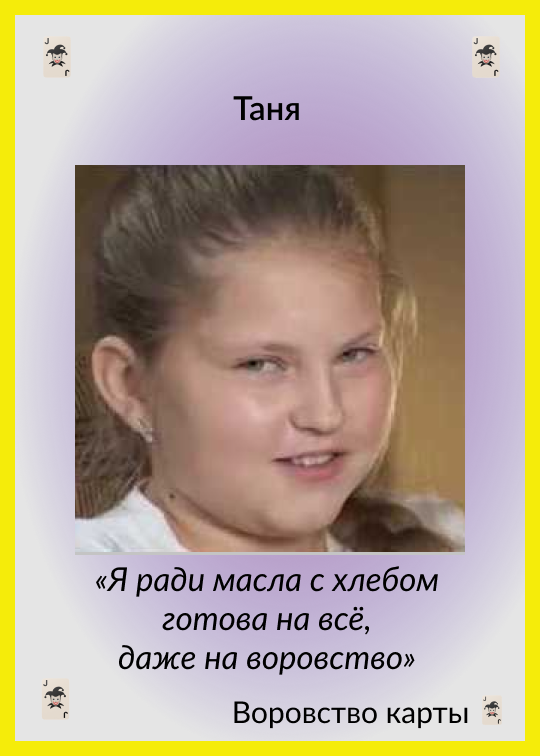 Таня
«Я ради масла с хлебом
готова на всё,
даже на воровство»
Воровство карты